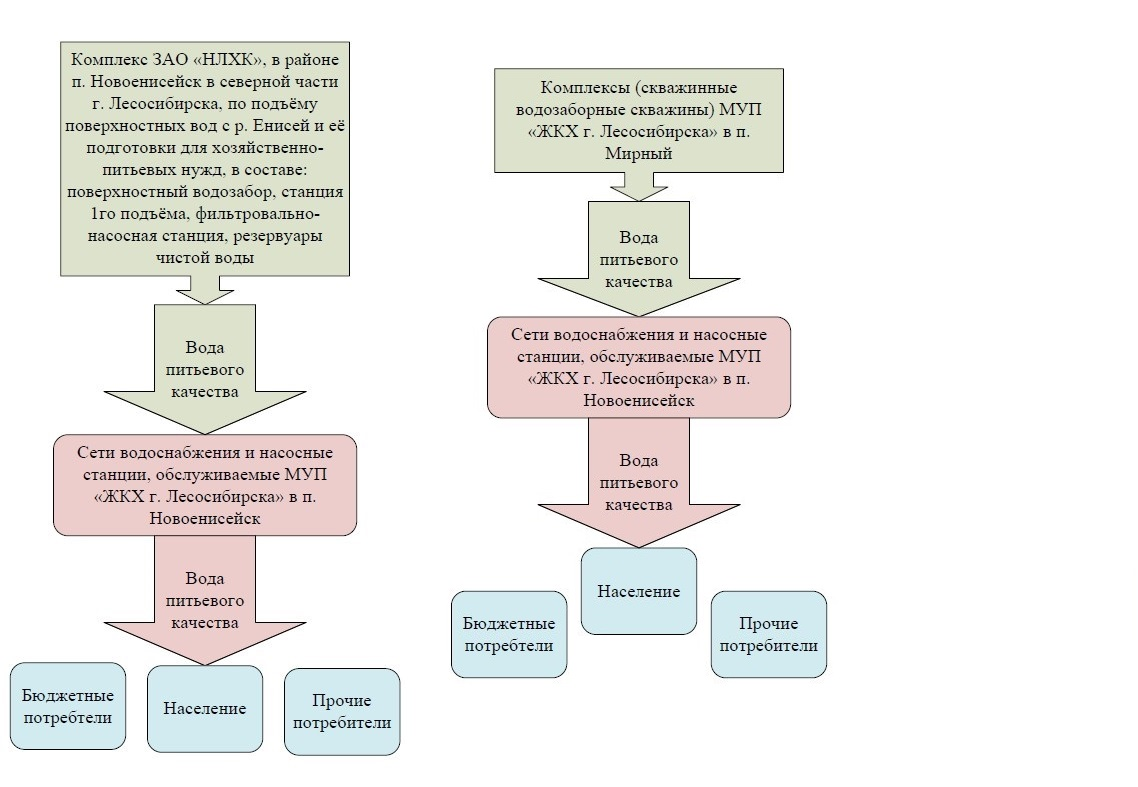 Комплекс ЗАО «НЛХК», в районе
п. Новоенисейск в северной части
г. Лесосибирска, по подъёму
поверхностных вод с р. Енисей и её
подготовки для хозяйственно-
питьевых нужд, в составе:
поверхностный водозабор, станция
1го подъёма, фильтровально-
насосная станция, резервуары
чистой воды
Вода
питьевого
качества
Сети водоснабжения и насосные
станции, обслуживаемые МУП
«ЖКХ г. Лесосибирска» в п.
Новоенисейск
Вода
питьевого
качества
Бюджетные
потребтели
Население
Прочие
потребители
Комплексы (скважинные
водозаборные скважины) МУП
«ЖКХ г. Лесосибирска» в п.
Мирный
Вода
питьевого
качества
Сети водоснабжения и насосные
станции, обслуживаемые МУП
«ЖКХ г. Лесосибирска» в п.
Новоенисейск
Вода
питьевого
качества
Бюджетные
потребтели
Население
Прочие
потребители